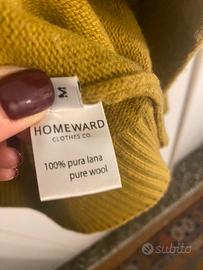 M
HOMEWARD
CLOTHES CO.
100% pura lana
pure wool
subito